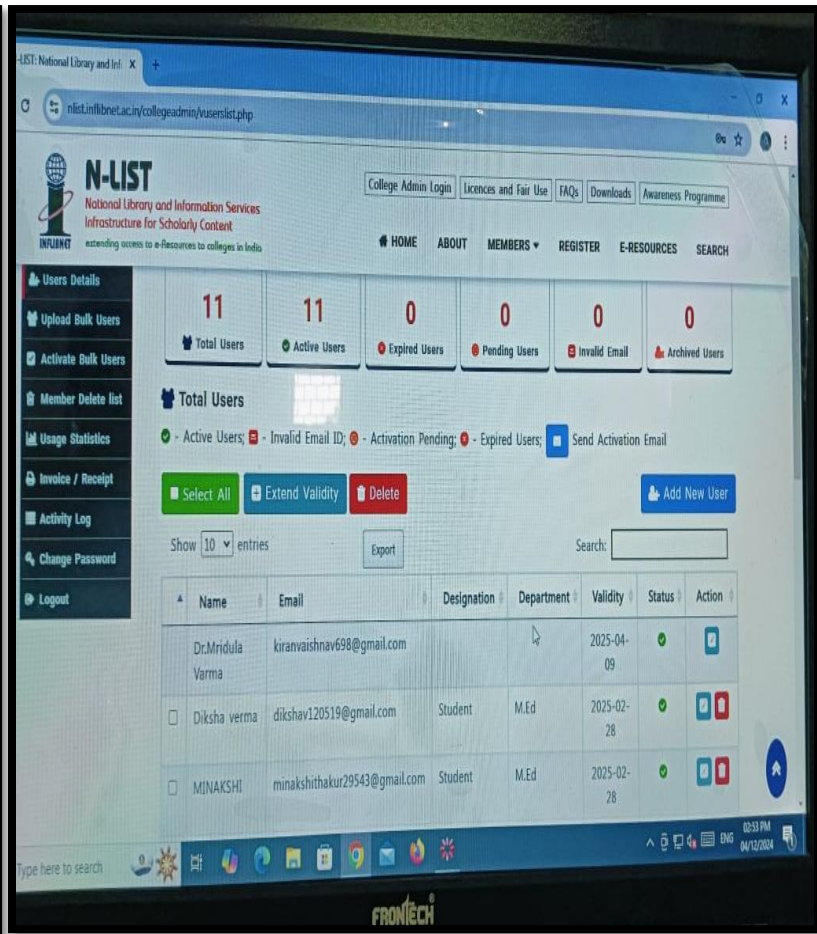 -LIST: National Library and Inf X +
nlist.inflibnet.ac.in/collegeadmin/vuserslist.php
N-LIST
National Library and Information Services
Infrastructure for Scholarly Content
extending access to e-Resources to colleges in India
INFLIBNET
College Admin Login Licences and Fair Use FAQs Downloads Awareness Programme
HOME ABOUT MEMBERS REGISTER E-RESOURCES SEARCH
Users Details
Upload Bulk Users
Activate Bulk Users
Member Delete list
Usage Statistics
Invoice / Receipt
Activity Log
Change Password
Logout
11 11 0 0 0 0
Total Users Active Users Expired Users Pending Users Invalid Email Archived Users
Total Users
- Active Users; - Invalid Email ID; - Activation Pending; - Expired Users; Send Activation Email
Select All Extend Validity Delete Add New User
Show 10 entries Export Search:
Name Email Designation Department Validity Status Action
Dr.Mridula kiranvaishnav698@gmail.com 2025-04-
Varma 09
Diksha verma dikshav120519@gmail.com Student M.Ed 2025-02-
28
MINAKSHI minakshithakur29543@gmail.com Student M.Ed 2025-02-
28
Type here to search ENG 02:53 PM
04/12/2024
FRONTECH